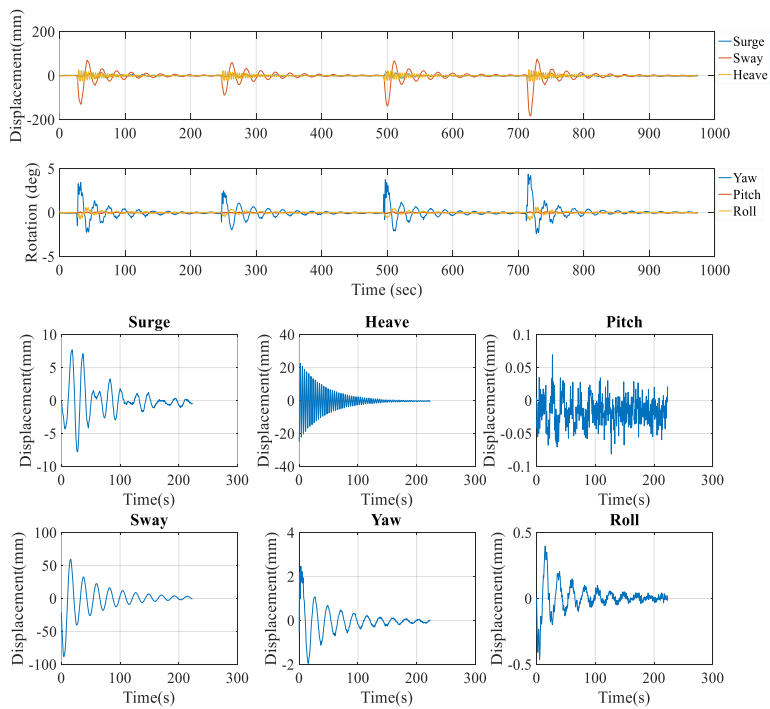 Displacement(mm)
200
0
-200
0 100 200 300 400 500 600 700 800 900 1000
Surge
Sway
Heave
Rotation (deg)
5
0
-5
0 100 200 300 400 500 600 700 800 900 1000
Time (sec)
Yaw
Pitch
Roll
Surge
Displacement(mm)
10
5
0
-5
-10
0 100 200 300
Time(s)
Heave
Displacement(mm)
40
20
0
-20
-40
0 100 200 300
Time(s)
Pitch
Displacement(mm)
0.1
0.05
0
-0.05
-0.1
0 100 200 300
Time(s)
Sway
Displacement(mm)
100
50
0
-50
-100
0 100 200 300
Time(s)
Yaw
Displacement(mm)
4
2
0
-2
0 100 200 300
Time(s)
Roll
Displacement(mm)
0.5
0
-0.5
0 100 200 300
Time(s)